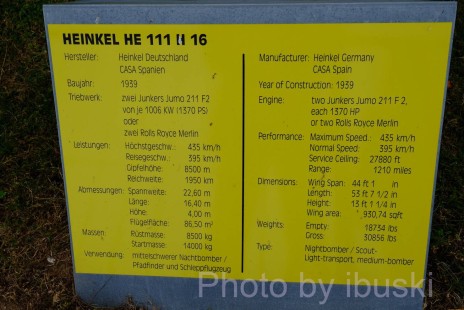 HEINKEL HE 111 H 16
Hersteller: Heinkel Deutschland
CASA Spanien
Baujahr: 1939
Triebwerk: zwei Junkers Jumo 211 F2
von je 1006 KW (1370 PS)
oder
zwei Rolls Royce Merlin
Leistungen: Höchstgeschw.: 435 km/h
Reisegeschw.: 395 km/h
Gipfelhöhe: 8500 m
Reichweite: 1950 km
Abmessungen: Spannweite: 22,60 m
Länge: 16,40 m
Höhe: 4,00 m
Flügelfläche: 86,50 m²
Massen: Rüstmasse: 8500 kg
Startmasse: 14000 kg
Verwendung: mittelschwerer Nachtbomber /
Pfadfinder und Schleppflugzeug
Manufacturer: Heinkel Germany
CASA Spain
Year of Construction: 1939
Engine: two Junkers Jumo 211 F 2,
each 1370 HP
or two Rolls Royce Merlin
Performance: Maximum Speed.: 435 km/h
Normal Speed: 395 km/h
Service Ceiling: 27880 ft
Range: 1210 miles
Dimensions: Wing Span: 44 ft 1 in
Length: 53 ft 7 1/2 in
Height: 13 ft 1 1/4 in
Wing area: 930,74 sqft
Weights: Empty: 18734 lbs
Gross: 30856 lbs
Type: Nightbomber / Scout-
Light-transport, medium-bomber
Photo by ibuski